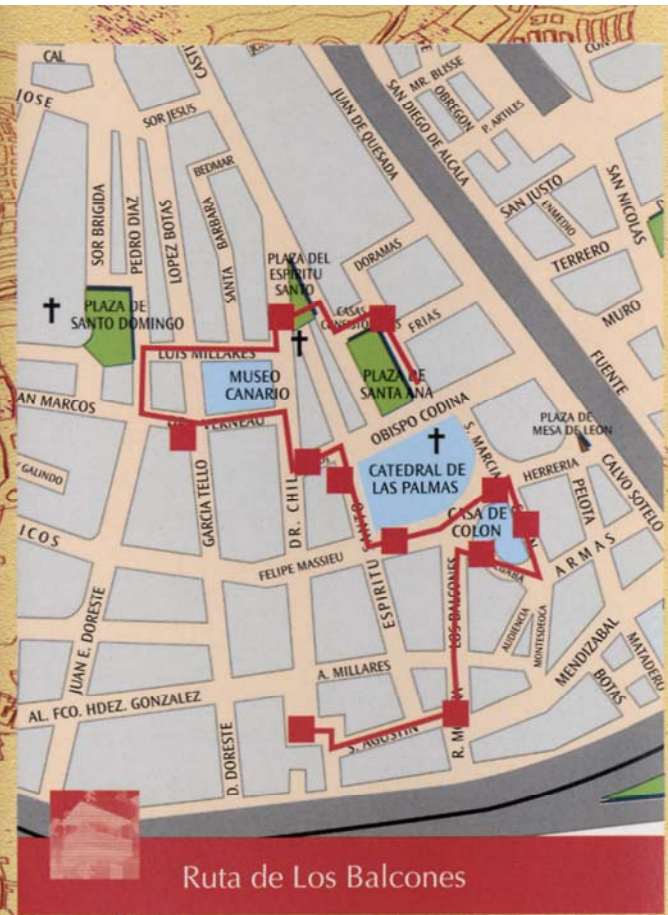 CAL
JOSE
SOR JESUS
MR. BLISSE
OBREGON
P. ARTILES
JUAN DE QUESADA
SAN DIEGO DE ALCALA
BEDMAR
SAN JUSTO
ENMEDIO
SAN NICOLAS
SOR BRIGIDA
PEDRO DIAZ
LOPEZ BOTAS
SANTA BARBARA
PLAZA DEL
ESPIRITU
SANTO
DORAMAS
TERRERO
PLAZA DE
SANTO DOMINGO
CASAS
FRIAS
MURO
LUIS MILLARES
FUENTE
MUSEO
CANARIO
PLAZA DE
SANTA ANA
AN MARCOS
VERNEAU
OBISPO CODINA
PLAZA DE
MESA DE LEON
GALINDO
GARCIA TELLO
DR. CHIL
CATEDRAL DE
LAS PALMAS
S. MARCIA
HERRERIA
PELOTA
CALVO SOTELO
ICOS
CASA DE
COLON
FELIPE MASSIEU
ESPIRITU SANTO
LOS BALCONES
ARMAS
AUDIENCIA
MONTESDEOCA
JUAN E. DORESTE
A. MILLARES
MENDIZABAL
BOTAS
MATADERO
AL. FCO. HDEZ. GONZALEZ
D. DORESTE
S. AGUSTIN
Ruta de Los Balcones